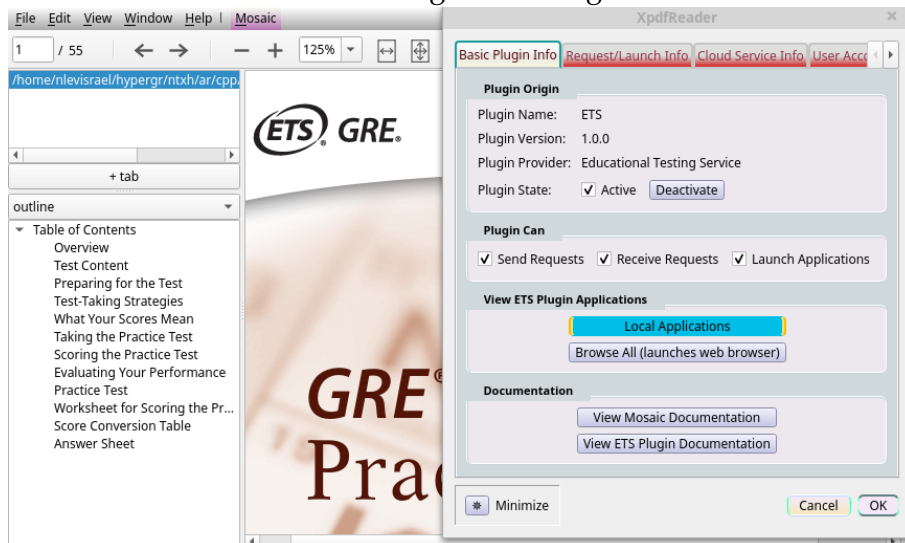 File Edit View Window Help Mosaic
1 / 55 125%
/home/nlevisrael/hypergr/ntxh/ar/cpp/
+ tab
outline
Table of Contents
Overview
Test Content
Preparing for the Test
Test-Taking Strategies
What Your Scores Mean
Taking the Practice Test
Scoring the Practice Test
Evaluating Your Performance
Practice Test
Worksheet for Scoring the Pr...
Score Conversion Table
Answer Sheet
ETS® GRE®
GRE®
Prac
XpdfReader
Basic Plugin Info Request/Launch Info Cloud Service Info User Acco
Plugin Origin
Plugin Name: ETS
Plugin Version: 1.0.0
Plugin Provider: Educational Testing Service
Plugin State: Active Deactivate
Plugin Can
Send Requests Receive Requests Launch Applications
View ETS Plugin Applications
Local Applications
Browse All (launches web browser)
Documentation
View Mosaic Documentation
View ETS Plugin Documentation
Minimize Cancel OK